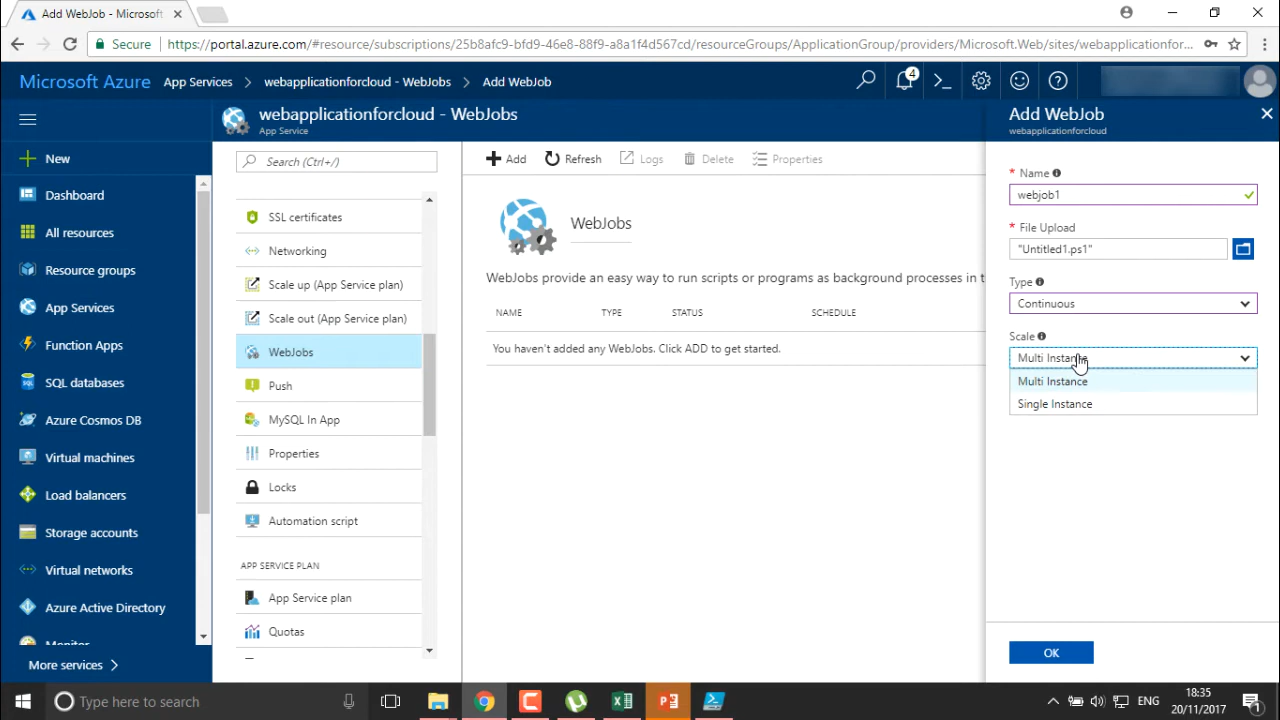 Add WebJob - Microsoft
Secure
https://portal.azure.com/#resource/subscriptions/25b8afc9-bfd9-46e8-88f9-a8a1f4d567cd/resourceGroups/ApplicationGroup/providers/Microsoft.Web/sites/webapplicationfor...
Microsoft Azure
App Services
webapplicationforcloud - WebJobs
Add WebJob
4
New
Dashboard
All resources
Resource groups
App Services
Function Apps
SQL databases
Azure Cosmos DB
Virtual machines
Load balancers
Storage accounts
Virtual networks
Azure Active Directory
Monitor
More services
webapplicationforcloud - WebJobs
App Service
Search (Ctrl+/)
SSL certificates
Networking
Scale up (App Service plan)
Scale out (App Service plan)
WebJobs
Push
MySQL In App
Properties
Locks
Automation script
APP SERVICE PLAN
App Service plan
Quotas
Add
Refresh
Logs
Delete
Properties
WebJobs
WebJobs provide an easy way to run scripts or programs as background processes in t
NAME TYPE STATUS SCHEDULE
You haven't added any WebJobs. Click ADD to get started.
Add WebJob
webapplicationforcloud
* Name
webjob1
* File Upload
"Untitled1.ps1"
Type
Continuous
Scale
Multi Instance
Multi Instance
Single Instance
OK
Type here to search
ENG
18:35
20/11/2017
1